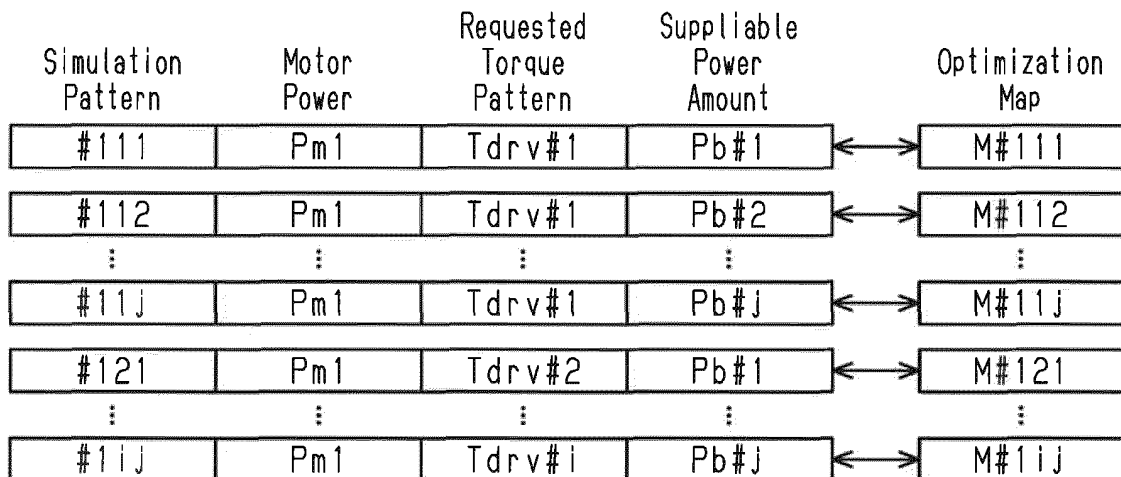 Simulation Pattern Motor Power Requested Torque Pattern Suppliable Power Amount Optimization Map
#111 Pm1 Tdrv#1 Pb#1 M#111
#112 Pm1 Tdrv#1 Pb#2 M#112
⋮ ⋮ ⋮ ⋮ ⋮
#11j Pm1 Tdrv#1 Pb#j M#11j
#121 Pm1 Tdrv#2 Pb#1 M#121
⋮ ⋮ ⋮ ⋮ ⋮
#1ij Pm1 Tdrv#i Pb#j M#1ij